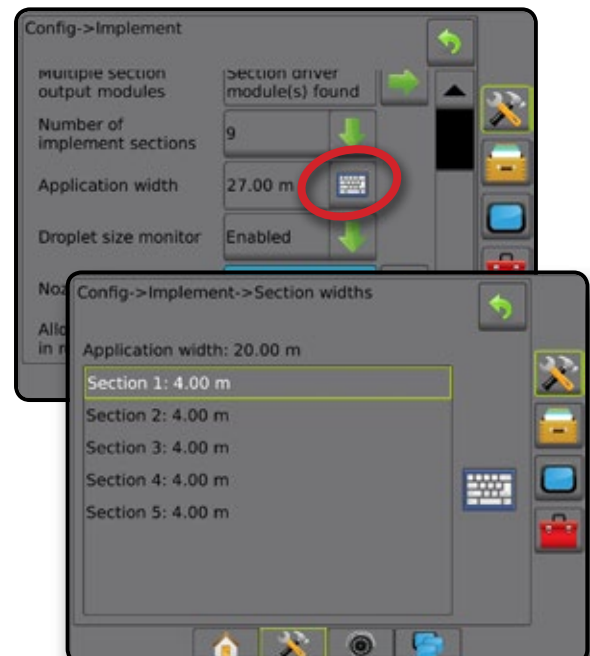 Config->Implement
Multiple section
output modules
Section driver
module(s) found
Number of
implement sections
9
Application width
27.00 m
Droplet size monitor
Enabled
Config->Implement->Section widths
Application width: 20.00 m
Section 1: 4.00 m
Section 2: 4.00 m
Section 3: 4.00 m
Section 4: 4.00 m
Section 5: 4.00 m